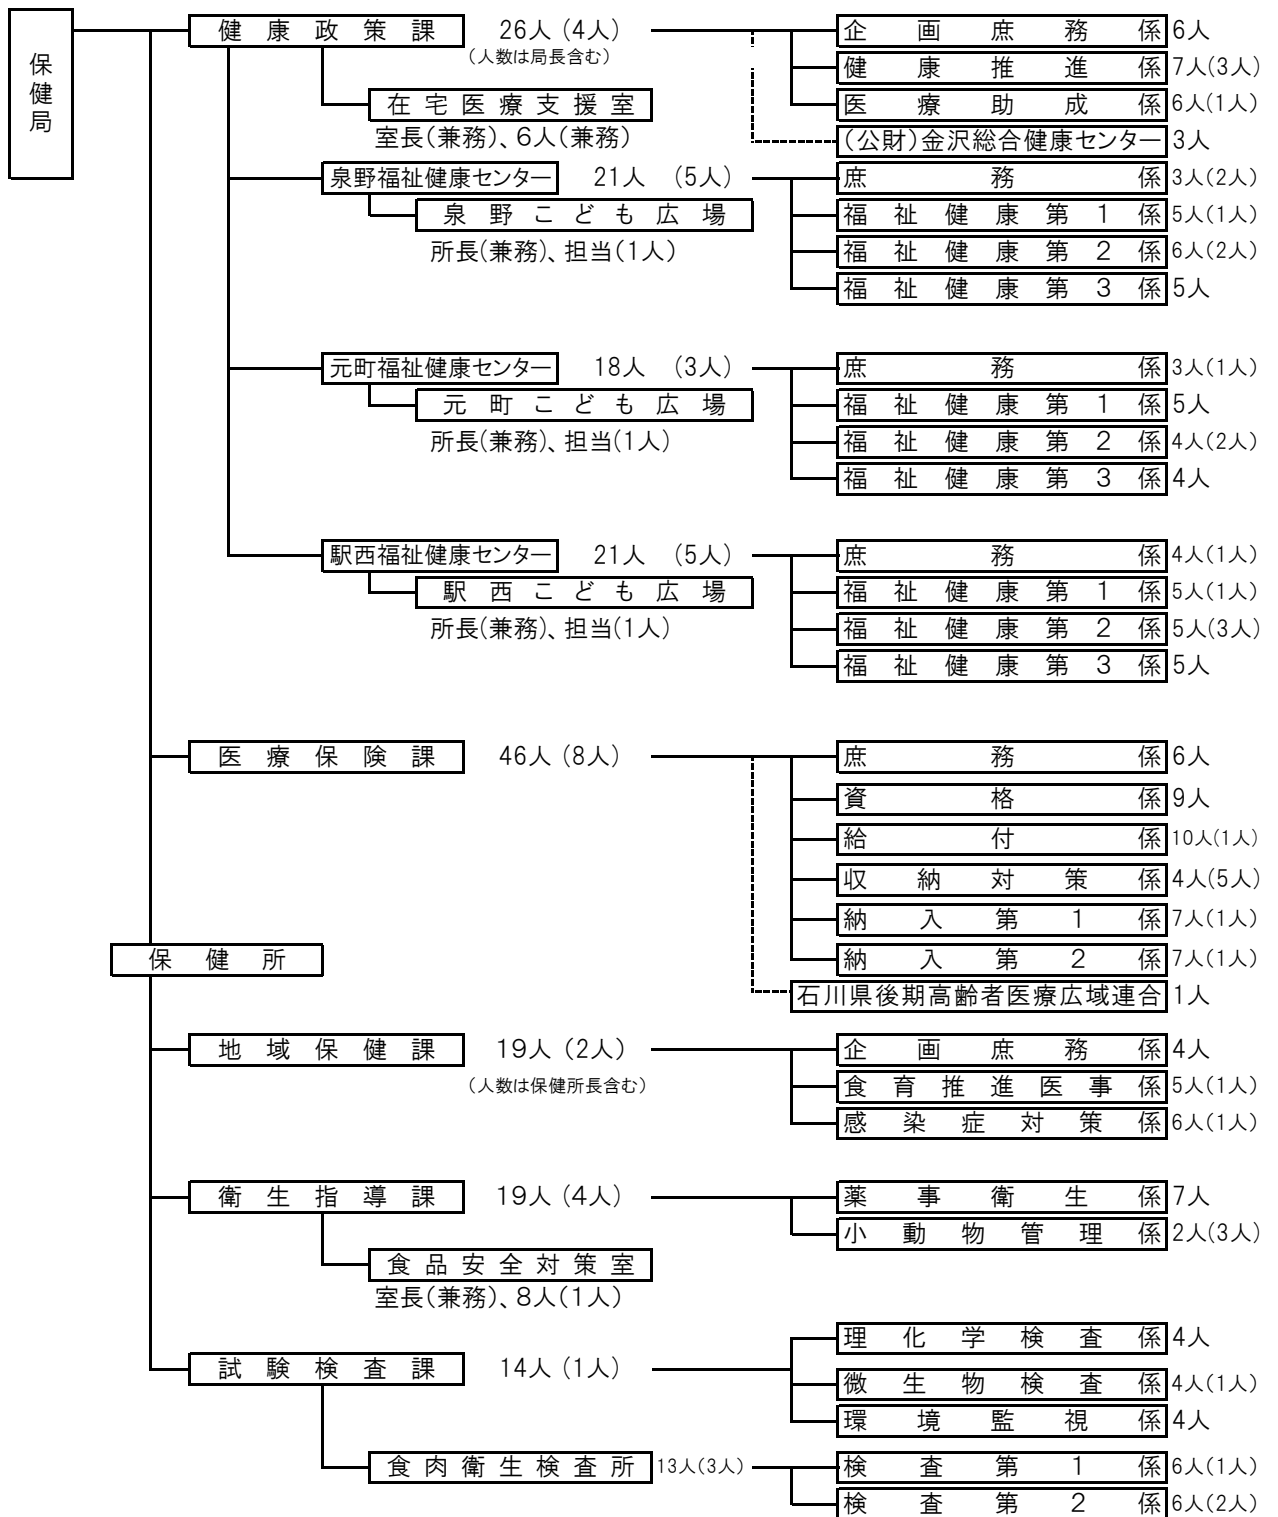 保健局
健康政策課 26人(4人) 企画庶務係 6人
(人数は局長含む) 健康推進係 7人(3人)
在宅医療支援室 医療助成係 6人(1人)
室長(兼務)、6人(兼務) (公財)金沢総合健康センター 3人
泉野福祉健康センター 21人 (5人) 庶務係 3人(2人)
泉野こども広場 福祉健康第1係 5人(1人)
所長(兼務)、担当(1人) 福祉健康第2係 6人(2人)
福祉健康第3係 5人
元町福祉健康センター 18人 (3人) 庶務係 3人(1人)
元町こども広場 福祉健康第1係 5人
所長(兼務)、担当(1人) 福祉健康第2係 4人(2人)
福祉健康第3係 4人
駅西福祉健康センター 21人 (5人) 庶務係 4人(1人)
駅西こども広場 福祉健康第1係 5人(1人)
所長(兼務)、担当(1人) 福祉健康第2係 5人(3人)
福祉健康第3係 5人
医療保険課 46人(8人) 庶務係 6人
資格係 9人
給付係 10人(1人)
収納対策係 4人(5人)
納入第1係 7人(1人)
保健所 納入第2係 7人(1人)
石川県後期高齢者医療広域連合 1人
地域保健課 19人(2人) 企画庶務係 4人
(人数は保健所長含む) 食育推進医事係 5人(1人)
感染症対策係 6人(1人)
衛生指導課 19人(4人) 薬事衛生係 7人
小動物管理係 2人(3人)
食品安全対策室
室長(兼務)、8人(1人)
理化学検査係 4人
試験検査課 14人(1人) 微生物検査係 4人(1人)
環境監視係 4人
食肉衛生検査所 13人(3人) 検査第1係 6人(1人)
検査第2係 6人(2人)